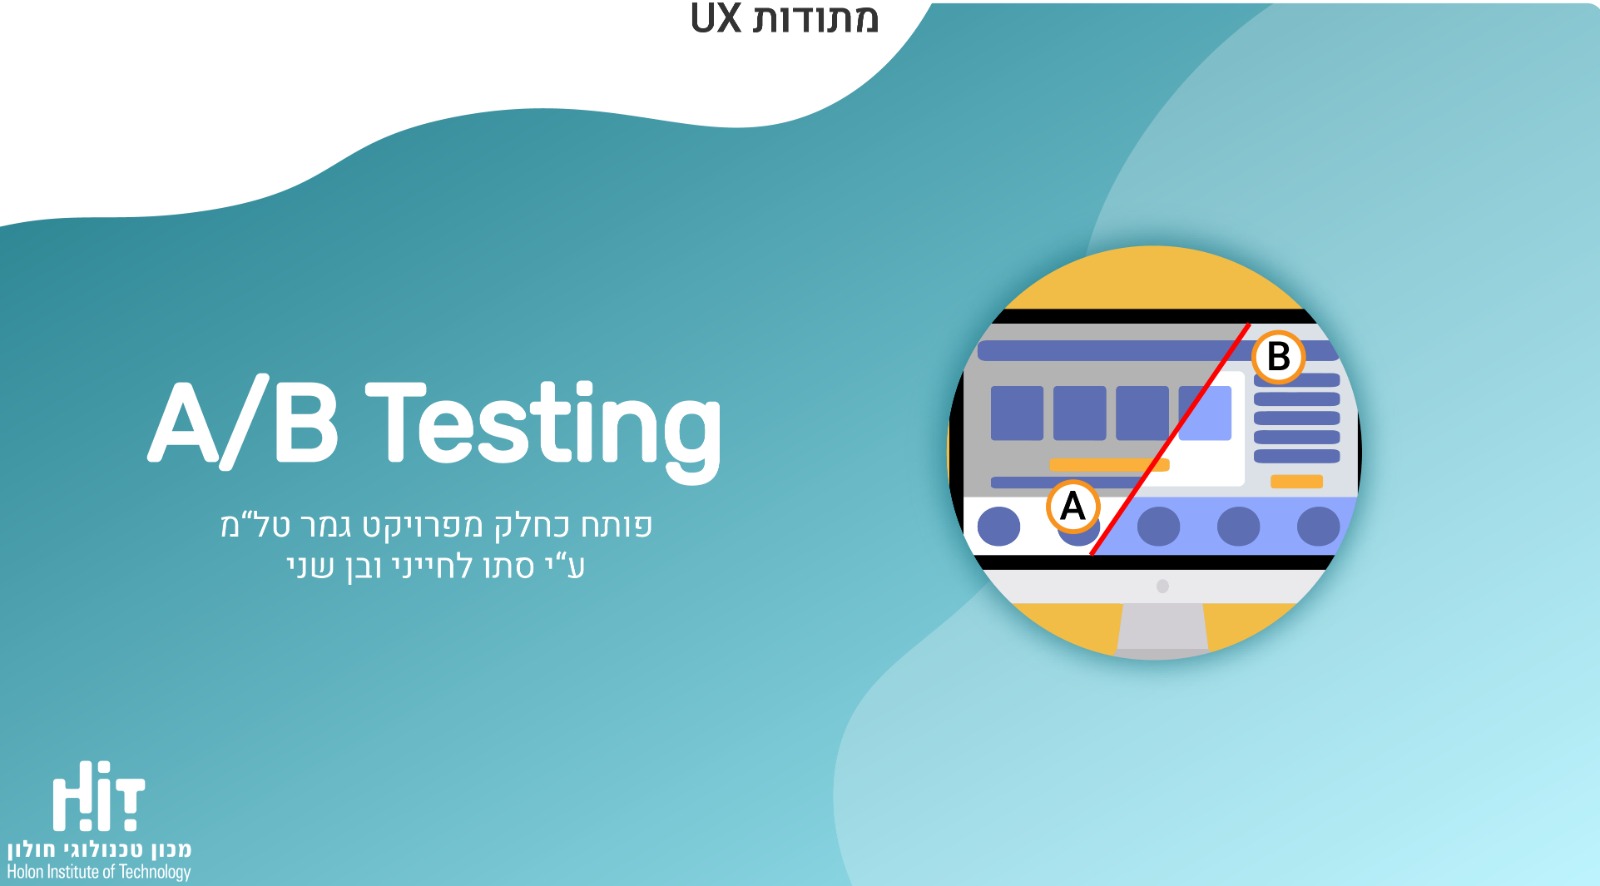 מתודות UX
A/B Testing
פותח כחלק מפרויקט גמר טל“מ
ע“י סתו לחייני ובן שני
B
A
HiT
מכון טכנולוגי חולון
Holon Institute of Technology